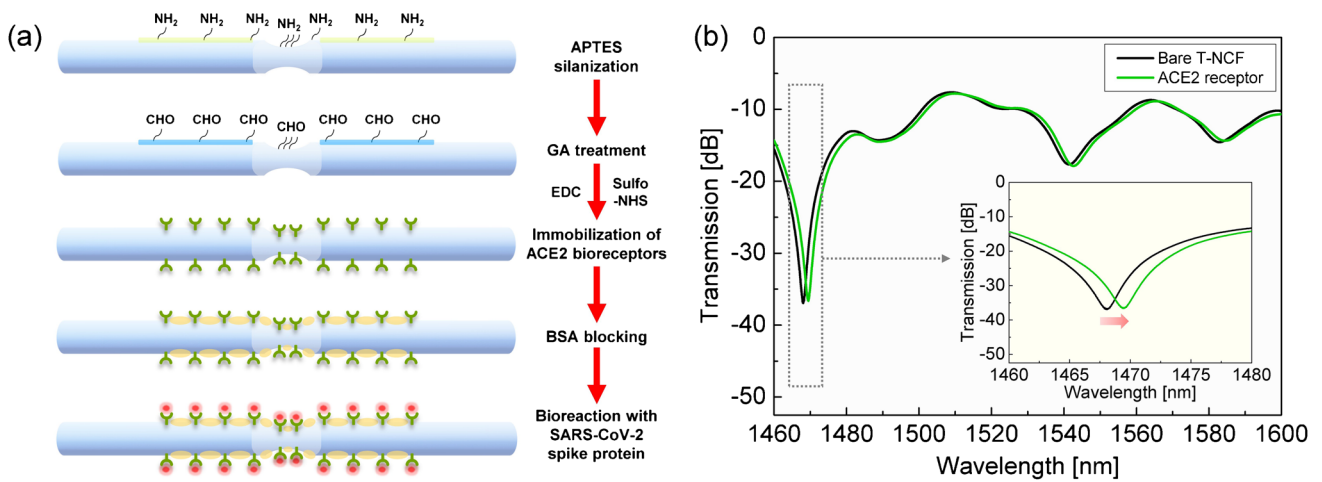 (a)
NH2 NH2 NH2 NH2 NH2 NH2 NH2
APTES
silanization
CHO CHO CHO CHO CHO CHO CHO
GA treatment
EDC
Sulfo
-NHS
Immobilization of
ACE2 bioreceptors
BSA blocking
Bioreaction with
SARS-CoV-2
spike protein
(b)
Bare T-NCF
ACE2 receptor
Transmission [dB]
0
-10
-20
-30
-40
-50
1460 1480 1500 1520 1540 1560 1580 1600
Wavelength [nm]
Transmission [dB]
0
-10
-20
-30
-40
-50
1460 1465 1470 1475 1480
Wavelength [nm]